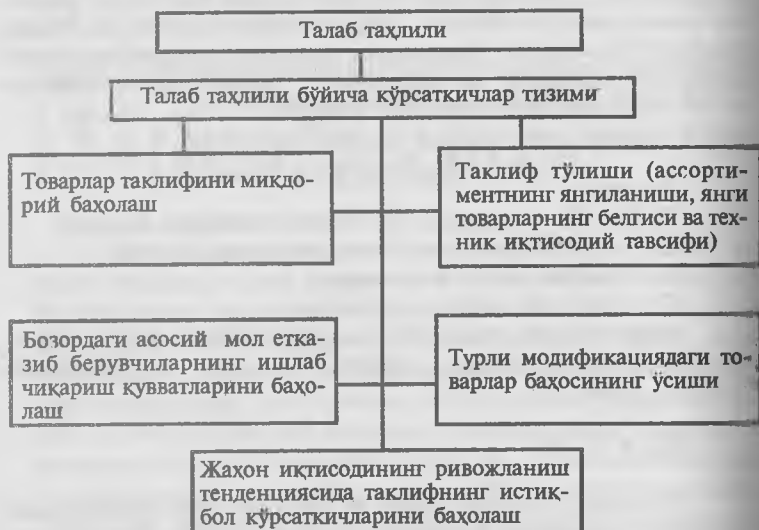 Талаб таҳлили
Талаб таҳлили бўйича кўрсаткичлар тизими
Товарлар таклифини миқдо-
рий баҳолаш
Таклиф тўлиши (ассорти-
ментнинг янгиланиши, янги
товарларнинг белгиси ва тех-
ник иқтисодий тавсифи)
Бозордаги асосий мол етка-
зиб берувчиларнинг ишлаб
чиқариш қувватларини баҳо-
лаш
Турли модификациядаги то-
варлар баҳосининг ўсиши
Жаҳон иқтисодининг ривожланиш
тенденциясида таклифнинг истиқ-
бол кўрсаткичларини баҳолаш